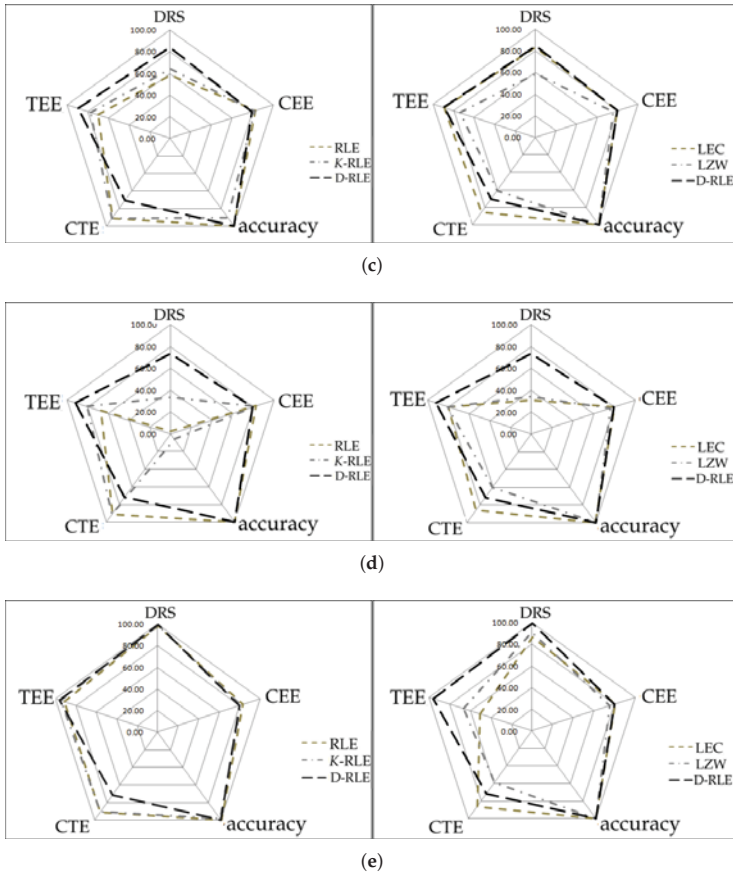 DRS
100.00
80.00
60.00
40.00
20.00
0.00
TEE
CEE
CTE
accuracy
RLE
K-RLE
D-RLE
DRS
100.00
80.00
60.00
40.00
20.00
0.00
TEE
CEE
CTE
accuracy
LEC
LZW
D-RLE
(c)
DRS
100.00
80.00
60.00
40.00
20.00
0.00
TEE
CEE
CTE
accuracy
RLE
K-RLE
D-RLE
DRS
100.00
80.00
60.00
40.00
20.00
0.00
TEE
CEE
CTE
accuracy
LEC
LZW
D-RLE
(d)
DRS
100.00
80.00
60.00
40.00
20.00
0.00
TEE
CEE
CTE
accuracy
RLE
K-RLE
D-RLE
DRS
100.00
80.00
60.00
40.00
20.00
0.00
TEE
CEE
CTE
accuracy
LEC
LZW
D-RLE
(e)